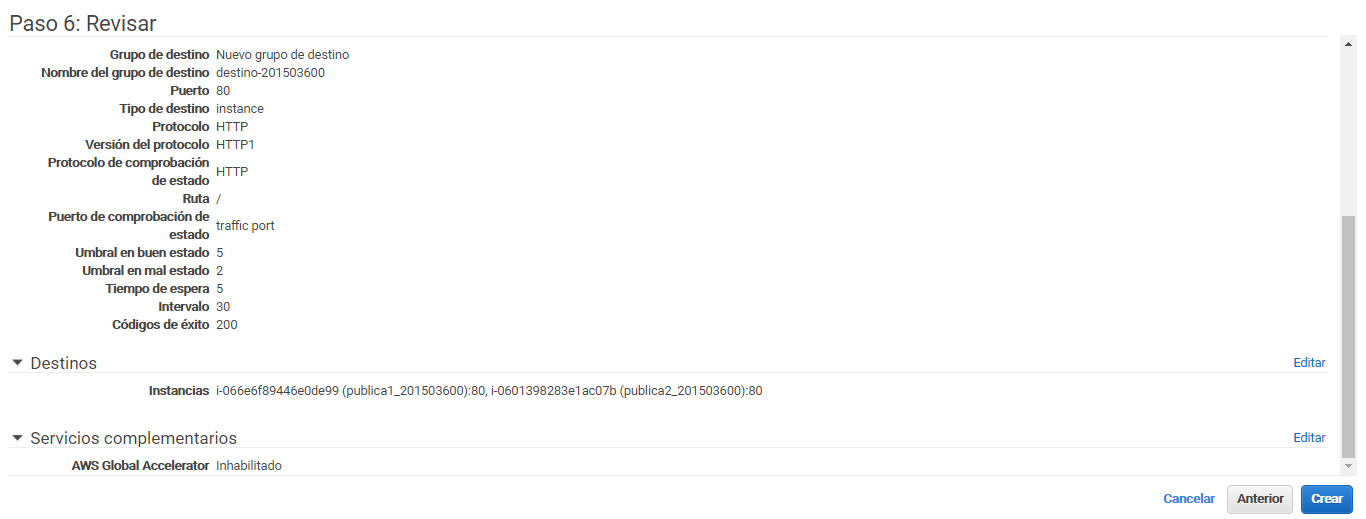 Paso 6: Revisar
Grupo de destino Nuevo grupo de destino
Nombre del grupo de destino destino-201503600
Puerto 80
Tipo de destino instance
Protocolo HTTP
Versión del protocolo HTTP1
Protocolo de comprobación de estado HTTP
Ruta /
Puerto de comprobación de estado traffic port
Umbral en buen estado 5
Umbral en mal estado 2
Tiempo de espera 5
Intervalo 30
Códigos de éxito 200
Destinos Editar
Instancias i-066e6f89446e0de99 (publica1_201503600):80, i-0601398283e1ac07b (publica2_201503600):80
Servicios complementarios Editar
AWS Global Accelerator Inhabilitado
Cancelar Anterior Crear